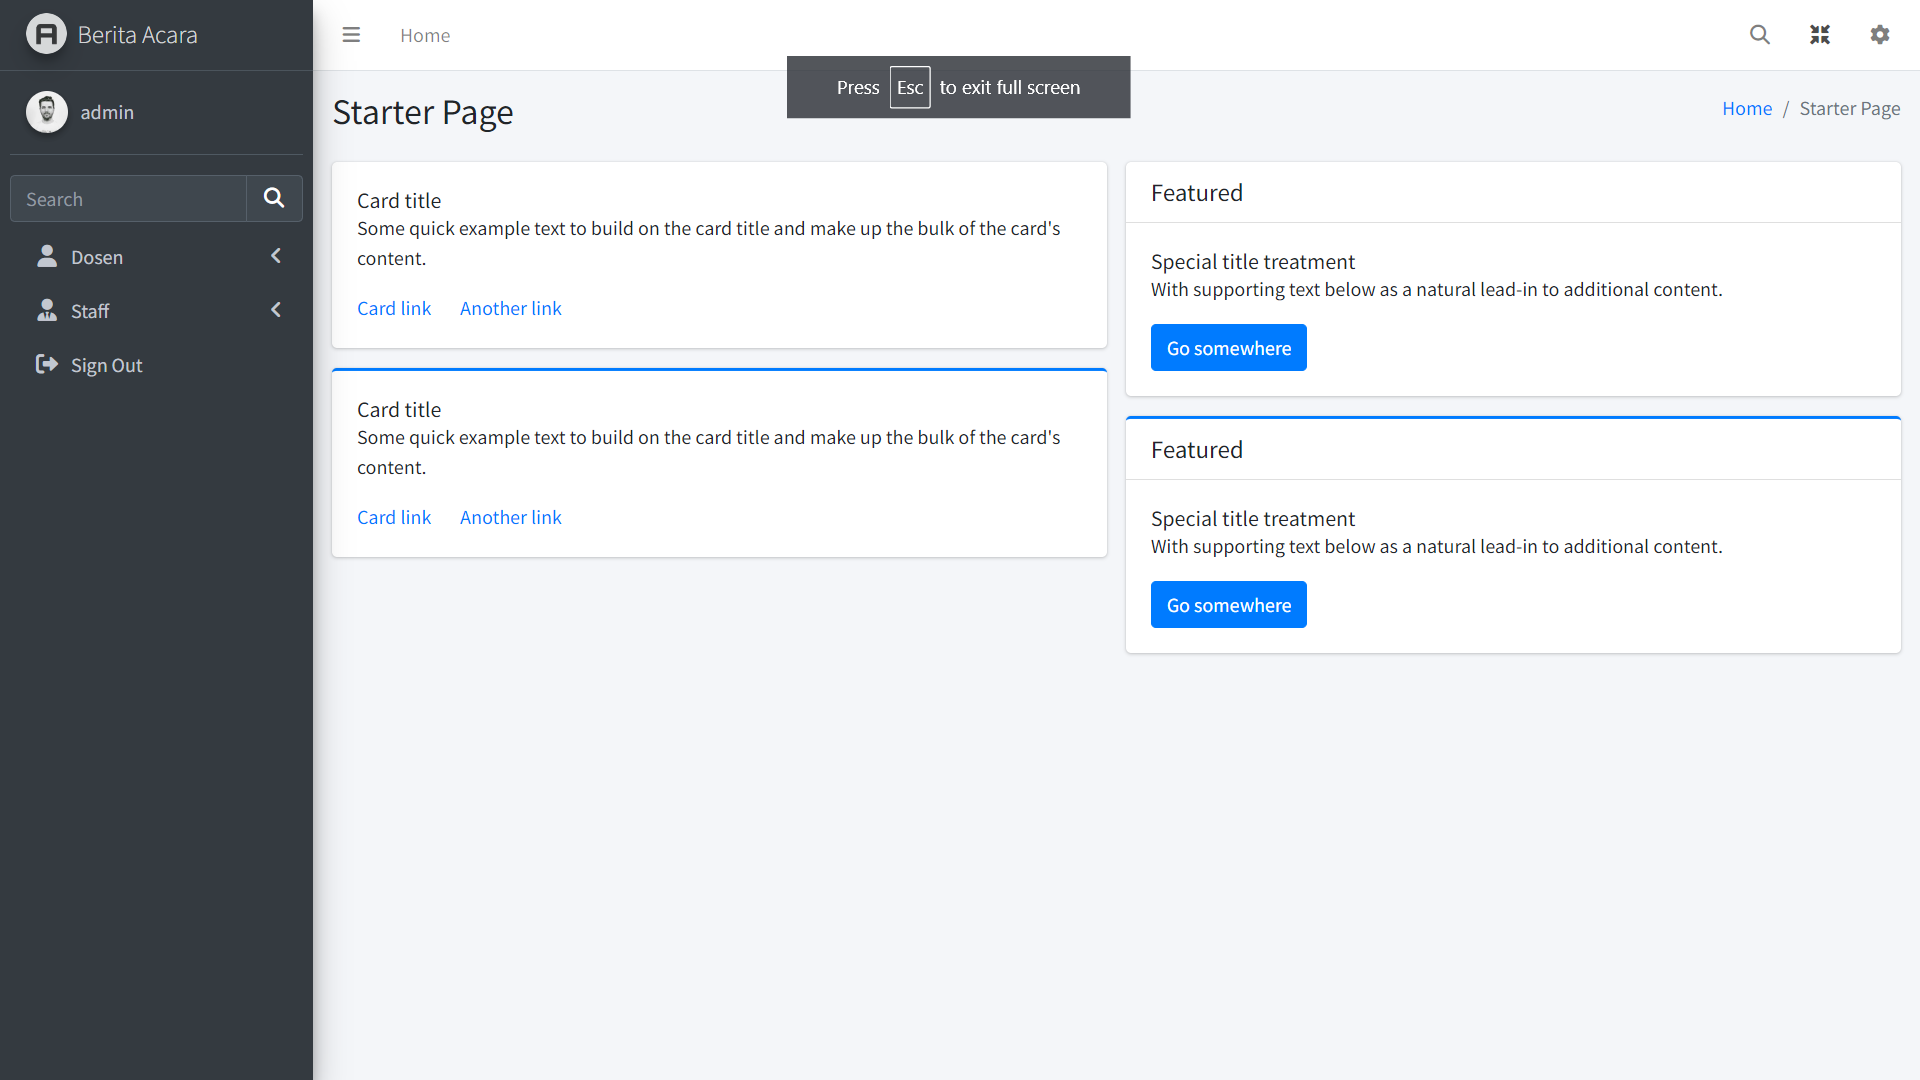 Berita Acara
Home
Press Esc to exit full screen
admin
Starter Page
Home / Starter Page
Search
Dosen
Staff
Sign Out
Card title
Some quick example text to build on the card title and make up the bulk of the card's
content.
Card link Another link
Card title
Some quick example text to build on the card title and make up the bulk of the card's
content.
Card link Another link
Featured
Special title treatment
With supporting text below as a natural lead-in to additional content.
Go somewhere
Featured
Special title treatment
With supporting text below as a natural lead-in to additional content.
Go somewhere